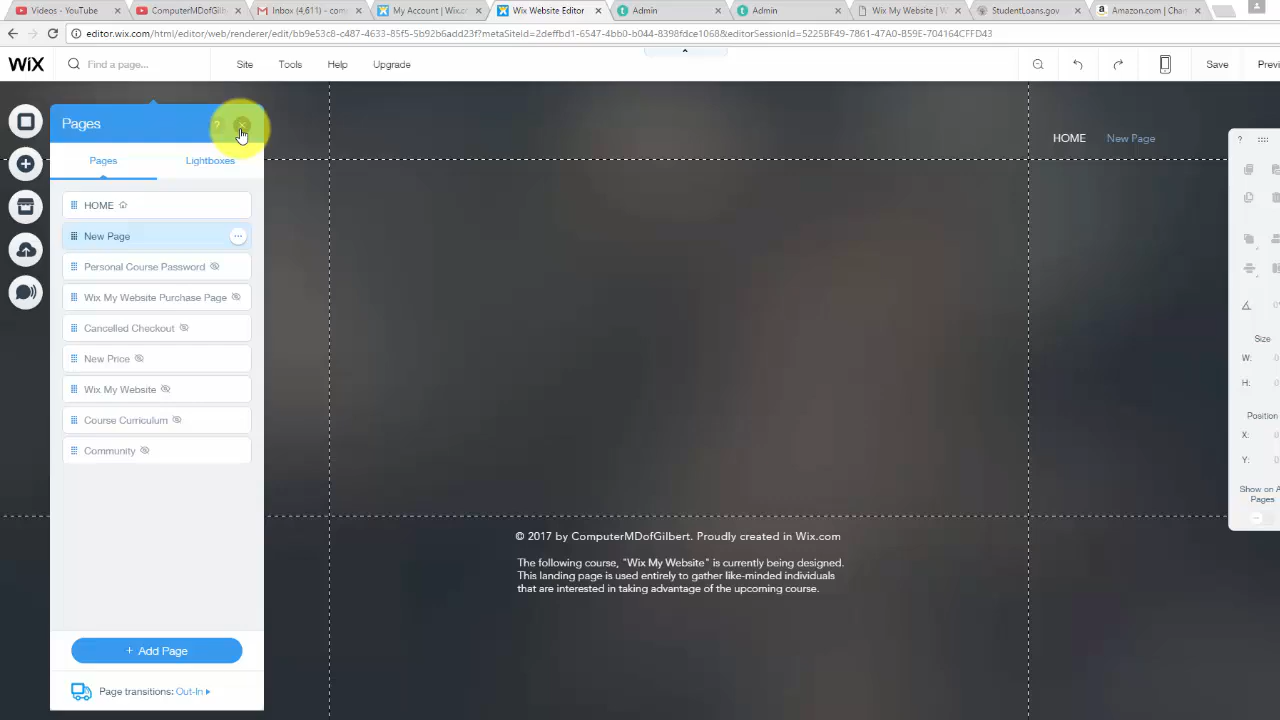 Videos - YouTube
ComputerMDofGilb
Inbox (4,611) - com
My Account | Wix.c
Wix Website Editor
Admin
Admin
Wix My Website | W
StudentLoans.gov
Amazon.com | Cha
editor.wix.com/html/editor/web/renderer/edit/bb9e53c8-c487-4633-85f5-5b92b6add23f?metaSiteId=2deffbd1-6547-4bb0-b044-8398fdce1068&editorSessionId=52258F49-7861-47A0-859E-704164CFFD43
WiX
Find a page...
Site
Tools
Help
Upgrade
Save
Previ
Pages
?
Pages
Lightboxes
HOME
New Page
Personal Course Password
Wix My Website Purchase Page
Cancelled Checkout
New Price
Wix My Website
Course Curriculum
Community
+ Add Page
Page transitions: Out-In
HOME
New Page
© 2017 by ComputerMDofGilbert. Proudly created in Wix.com
The following course, "Wix My Website" is currently being designed.
This landing page is used entirely to gather like-minded individuals
that are interested in taking advantage of the upcoming course.
?
Size
W:
H:
Position
X:
Y:
Show on A
Pages